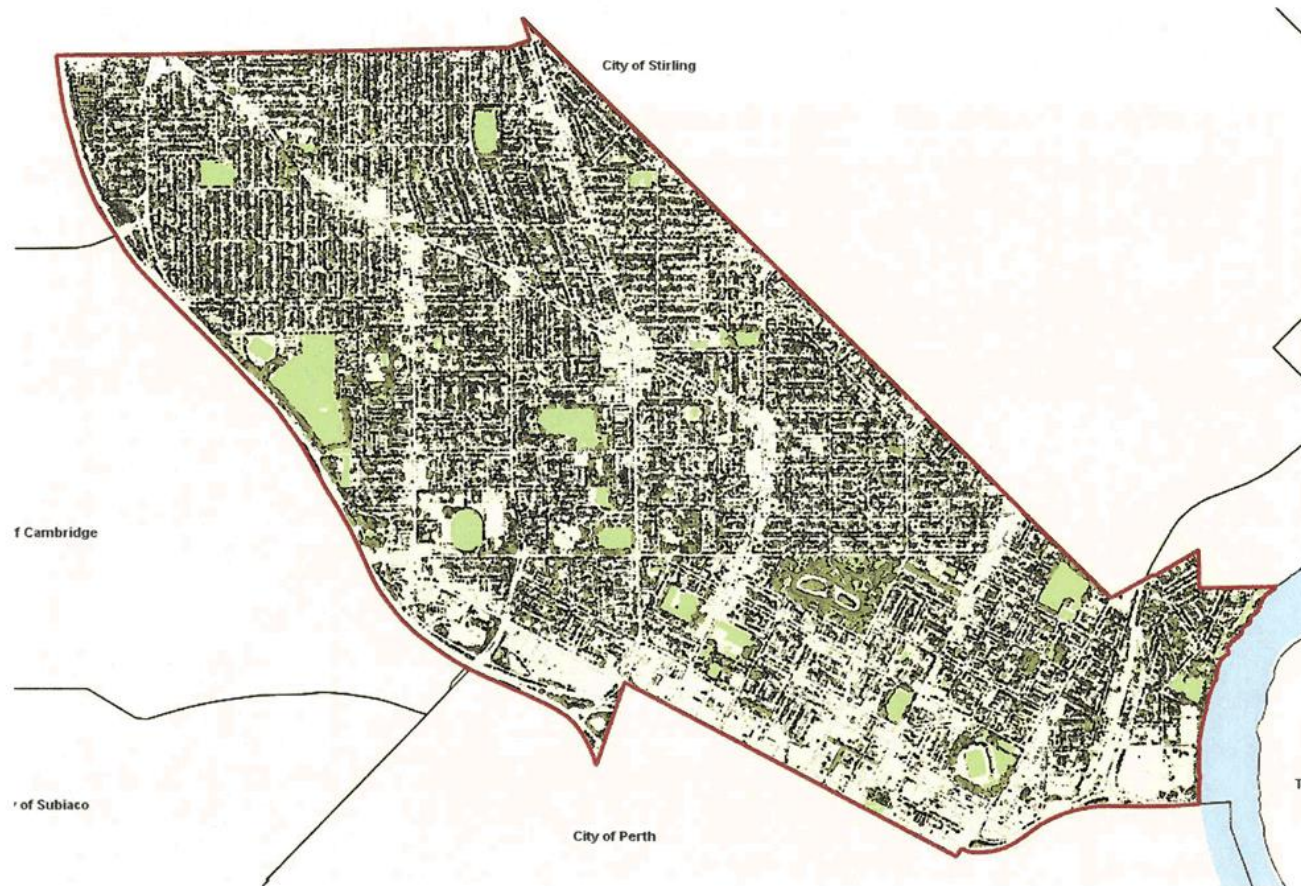 City of Stirling
f Cambridge
of Subiaco
City of Perth
T